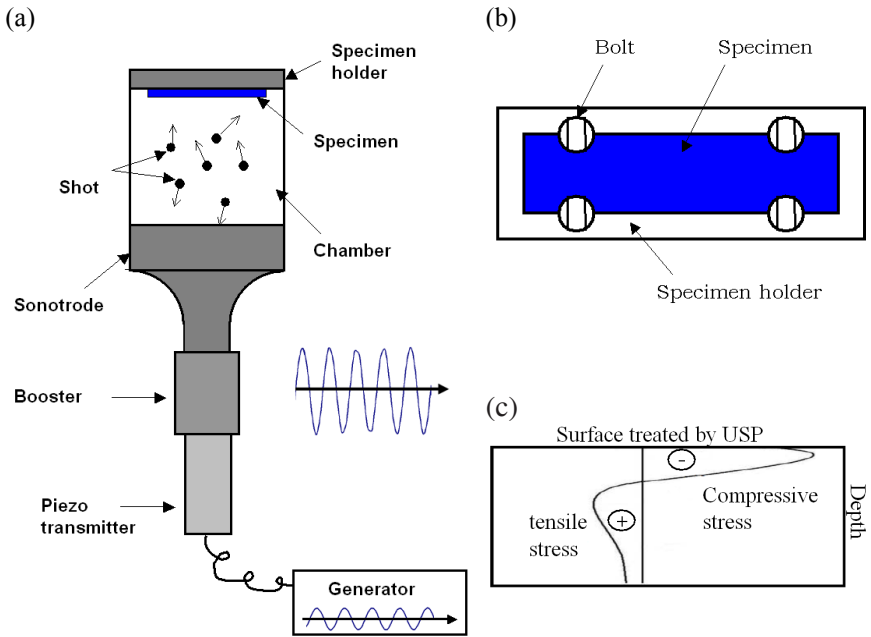 (a)
Specimen
holder
Specimen
Shot
Chamber
Sonotrode
Booster
Piezo
transmitter
Generator
(b)
Bolt
Specimen
Specimen holder
(c)
Surface treated by USP
-
Compressive
stress
+
tensile
stress
Depth